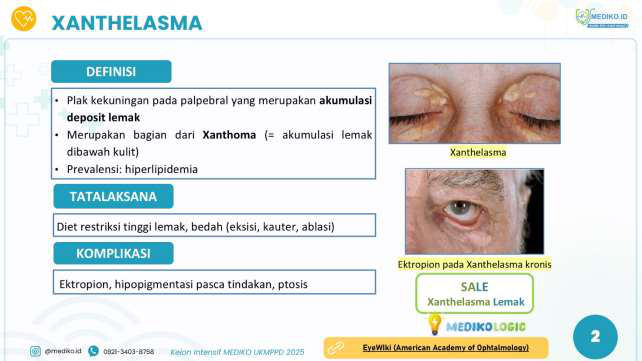 XANTHELASMA
MEDIKO.ID
DEFINISI
• Plak kekuningan pada palpebral yang merupakan akumulasi
deposit lemak
• Merupakan bagian dari Xanthoma (= akumulasi lemak
dibawah kulit)
• Prevalensi: hiperlipidemia
TATALAKSANA
Diet restriksi tinggi lemak, bedah (eksisi, kauter, ablasi)
KOMPLIKASI
Ektropion, hipopigmentasi pasca tindakan, ptosis
Xanthelasma
Ektropion pada Xanthelasma kronis
SALE
Xanthelasma Lemak
MEDIKOLOGIC
EyeWiki (American Academy of Ophtalmology)
2
@mediko.id
0821-3403-8758
Kelon Intensif MEDIKO UKMPPD 2025